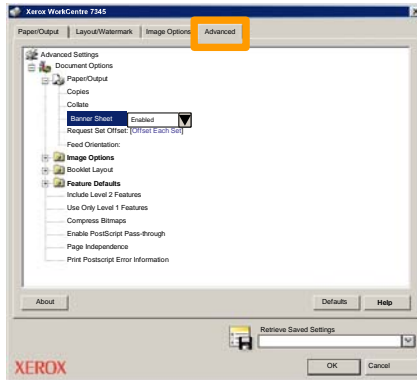 Xerox WorkCentre 7345
Paper/Output Layout/Watermark Image Options Advanced
Advanced Settings
Document Options
Paper/Output
Copies
Collate
Banner Sheet Enabled
Request Set Offset: [Offset Each Set]
Feed Orientation:
Image Options
Booklet Layout
Feature Defaults
Include Level 2 Features
Use Only Level 1 Features
Compress Bitmaps
Enable PostScript Pass-through
Page Independence
Print Postscript Error Information
About Defaults Help
Retrieve Saved Settings
XEROX OK Cancel